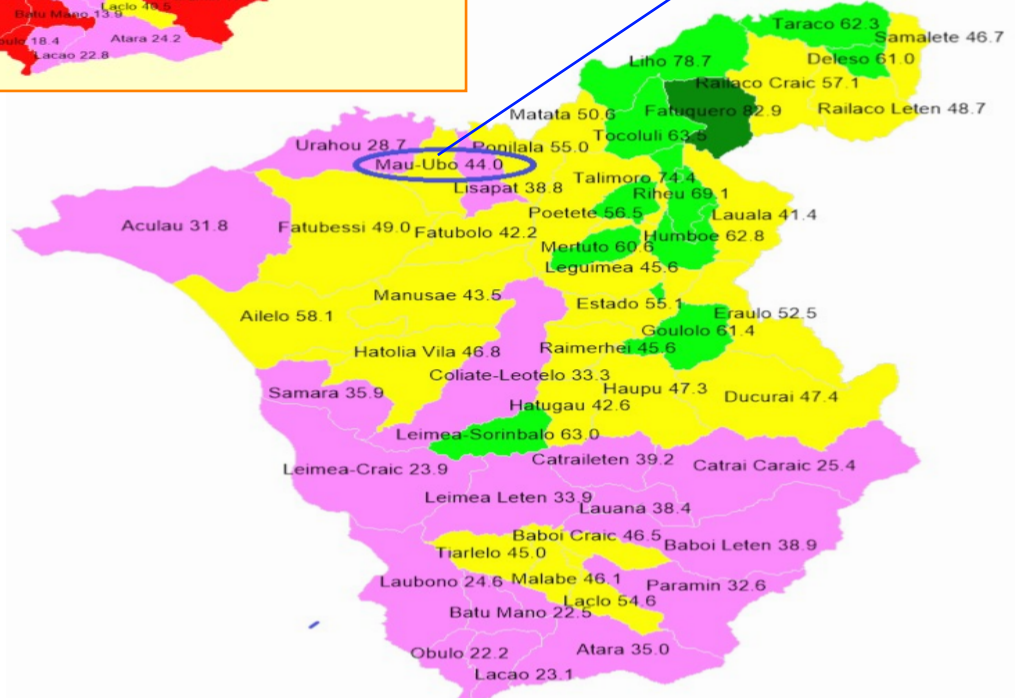 Laclo 40.5
Batu Mano 13.9
18.4
Atara 24.2
Lacao 22.8
Taraco 62.3
Samalete 46.7
Liho 78.7
Deleso 61.0
Railaco Craic 57.1
Matata 50.6
Fatuquero 82.9
Railaco Leten 48.7
Tocoluli 63.5
Urahou 28.7
Ponilala 55.0
Mau-Ubo 44.0
Talimoro 74.4
Lisapat 38.8
Riheu 69.1
Poetete 56.5
Lauala 41.4
Aculau 31.8
Fatubessi 49.0
Fatubolo 42.2
Humboe 62.8
Mertuto 60.6
Leguimea 45.6
Manusae 43.5
Estado 55.1
Ailelo 58.1
Eraulo 52.5
Goulolo 61.4
Hatolia Vila 46.8
Raimerhei 45.6
Coliate-Leotelo 33.3
Samara 35.9
Haupu 47.3
Ducurai 47.4
Hatugau 42.6
Leimea-Sorinbalo 63.0
Leimea-Craic 23.9
Catraileten 39.2
Catrai Caraic 25.4
Leimea Leten 33.9
Lauana 38.4
Baboi Craic 46.5
Baboi Leten 38.9
Tiarlelo 45.0
Laubono 24.6
Malabe 46.1
Paramin 32.6
Laclo 54.6
Batu Mano 22.5
Obulo 22.2
Atara 35.0
Lacao 23.1